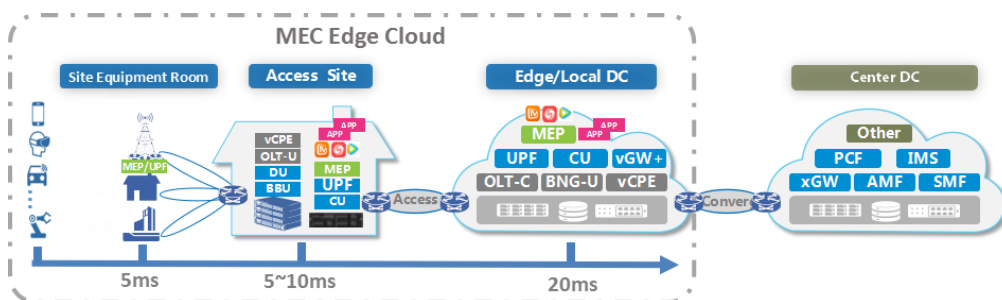 MEC Edge Cloud
Site Equipment Room
Access Site
Edge/Local DC
Center DC
MEP/UPF
vCPE
OLT-U
DU
BBU
APP
APP
MEP
UPF
CU
Access
APP
APP
MEP
UPF CU vGW+
OLT-C BNG-U vCPE
Conver
Other
PCF IMS
xGW AMF SMF
5ms
5~10ms
20ms